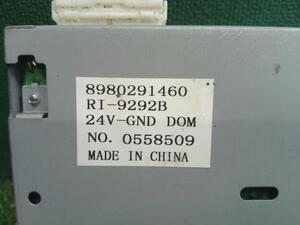 8980291460
RI-9292B
24V-GND DOM
NO. 0558509
MADE IN CHINA